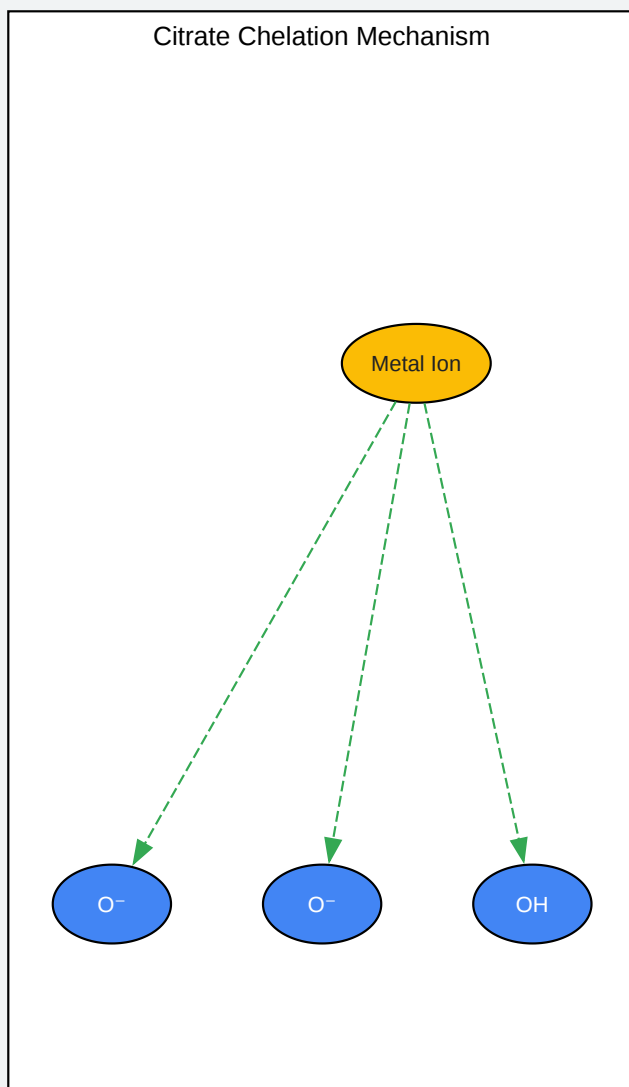 Citrate Chelation Mechanism
Metal Ion
O⁻
O⁻
OH